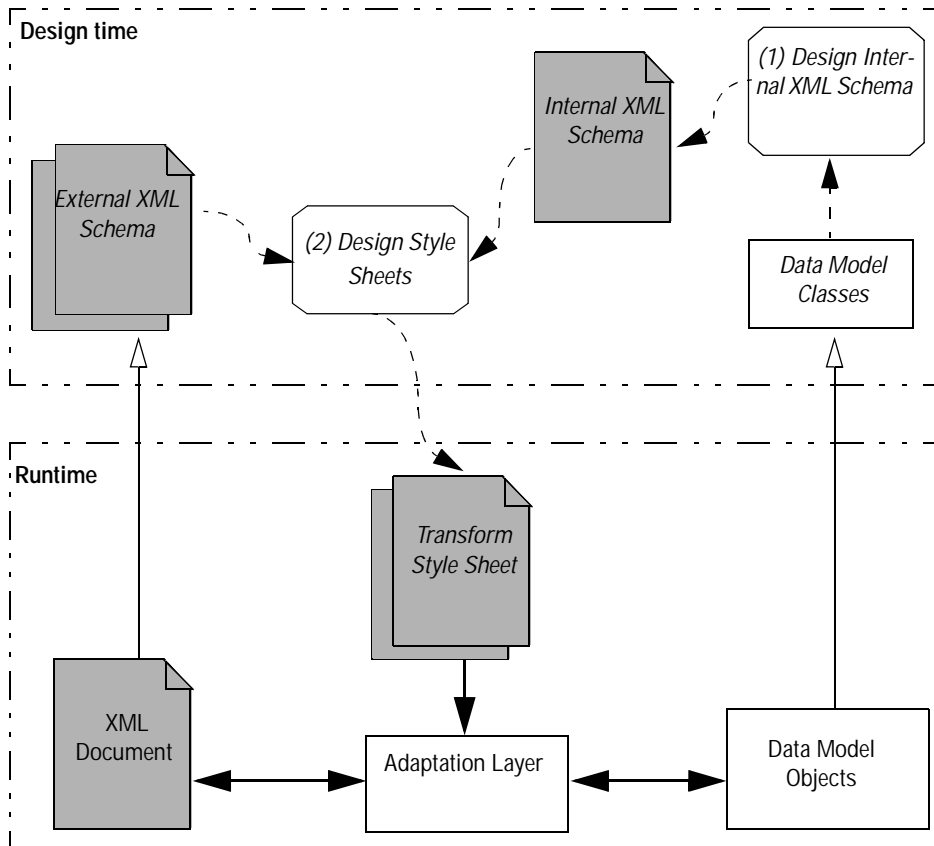 Design time
(1) Design Inter-
nal XML Schema
Internal XML
Schema
External XML
Schema
(2) Design Style
Sheets
Data Model
Classes
Runtime
Transform
Style Sheet
XML
Document
Adaptation Layer
Data Model
Objects